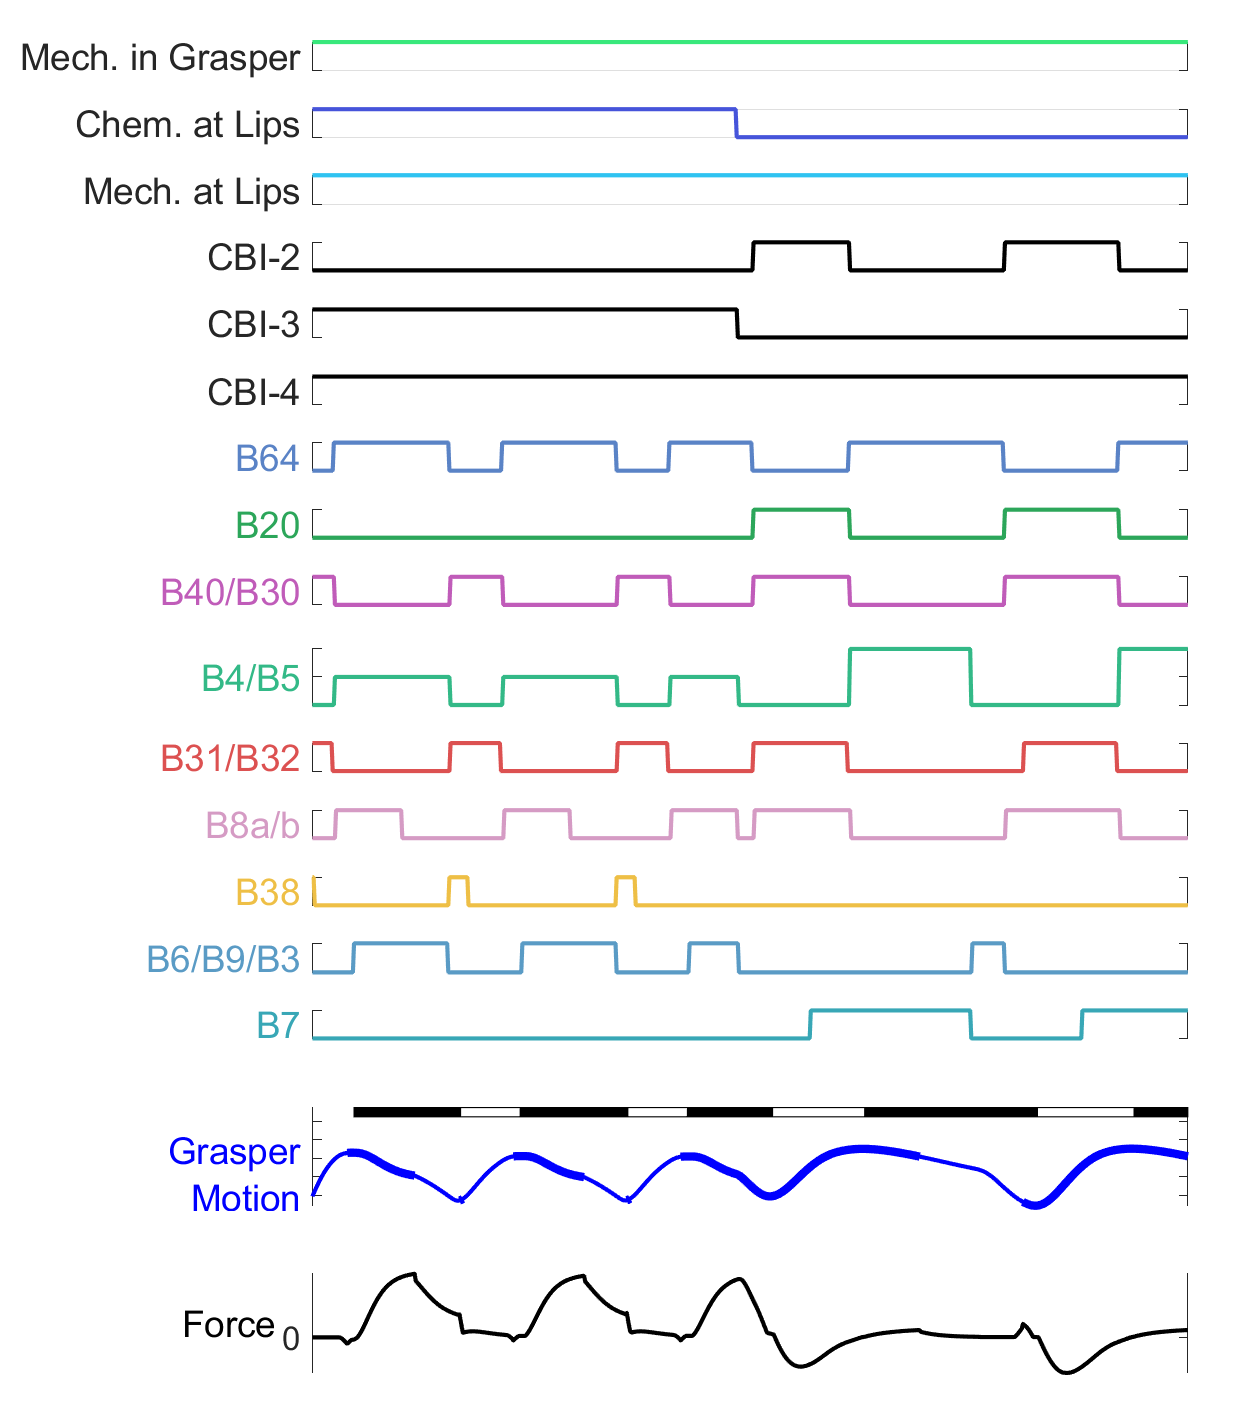 Mech. in Grasper
Chem. at Lips
Mech. at Lips
CBI-2
CBI-3
CBI-4
B64
B20
B40/B30
B4/B5
B31/B32
B8a/b
B38
B6/B9/B3
B7
Grasper
Motion
Force 0